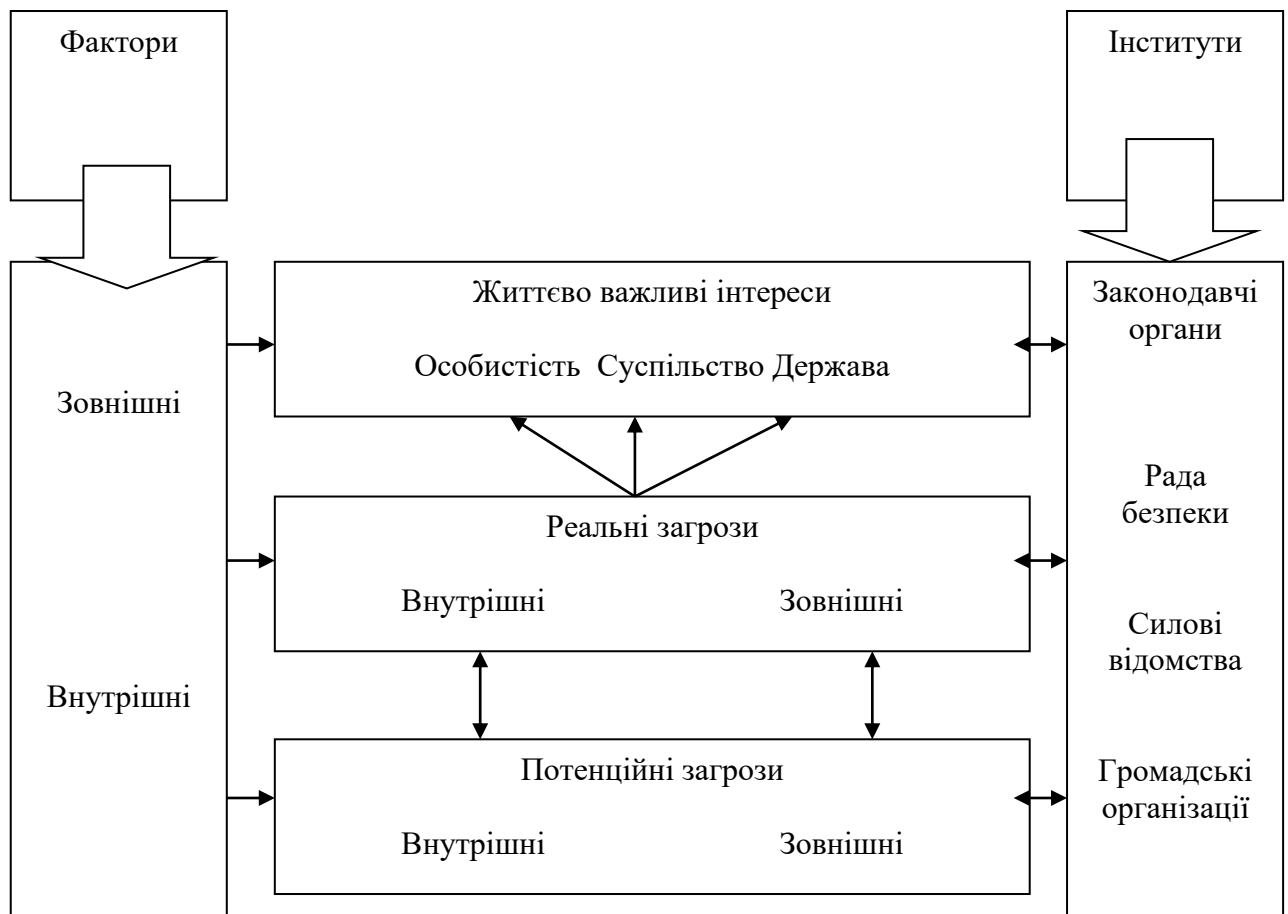 Фактори
Інститути
Зовнішні
Внутрішні
Життєво важливі інтереси
Особистість Суспільство Держава
Реальні загрози
Внутрішні Зовнішні
Потенційні загрози
Внутрішні Зовнішні
Законодавчі
органи
Рада
безпеки
Силові
відомства
Громадські
організації